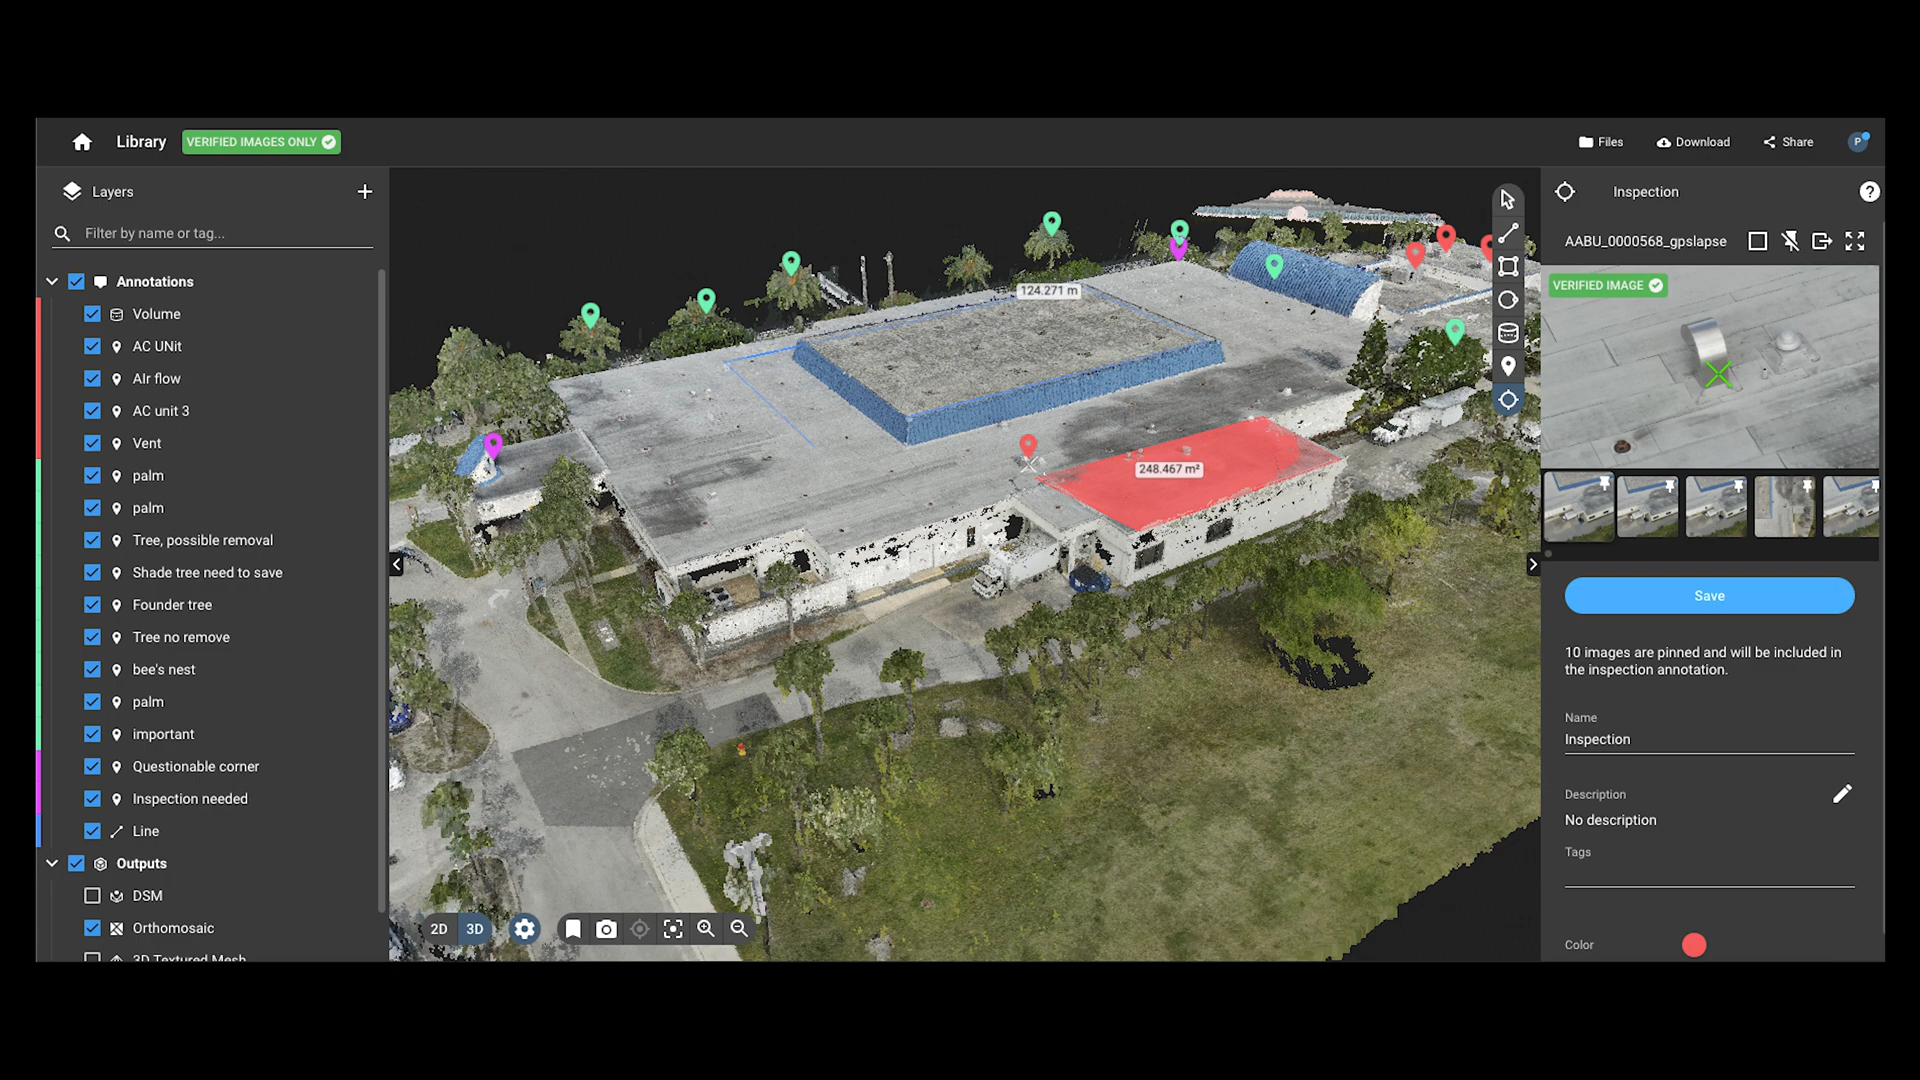 Library
VERIFIED IMAGES ONLY
Files
Download
Share
P
Layers
Filter by name or tag...
Annotations
Volume
AC UNit
AIr flow
AC unit 3
Vent
palm
palm
Tree, possible removal
Shade tree need to save
Founder tree
Tree no remove
bee's nest
palm
important
Questionable corner
Inspection needed
Line
Outputs
DSM
Orthomosaic
3D Textured Mesh
124.271 m
248.467 m²
2D
3D
Inspection
?
AABU_0000568_gpslapse
VERIFIED IMAGE
Save
10 images are pinned and will be included in
the inspection annotation.
Name
Inspection
Description
No description
Tags
Color